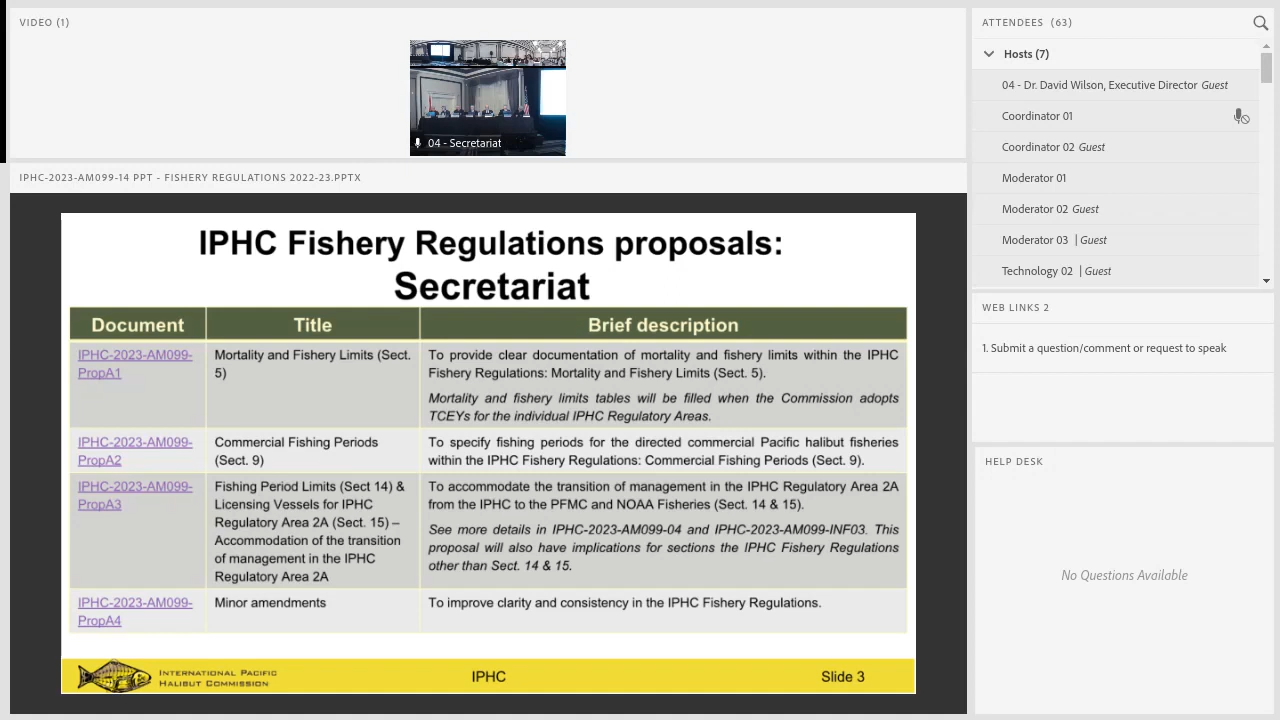 VIDEO (1)
04 - Secretariat
IPHC-2023-AM099-14 PPT - FISHERY REGULATIONS 2022-23.PPTX
IPHC Fishery Regulations proposals:
Secretariat
Document
Title
Brief description
IPHC-2023-AM099-
PropA1
Mortality and Fishery Limits (Sect.
5)
To provide clear documentation of mortality and fishery limits within the IPHC
Fishery Regulations: Mortality and Fishery Limits (Sect. 5).
Mortality and fishery limits tables will be filled when the Commission adopts
TCEYs for the individual IPHC Regulatory Areas.
IPHC-2023-AM099-
PropA2
Commercial Fishing Periods
(Sect. 9)
To specify fishing periods for the directed commercial Pacific halibut fisheries
within the IPHC Fishery Regulations: Commercial Fishing Periods (Sect. 9).
IPHC-2023-AM099-
PropA3
Fishing Period Limits (Sect 14) &
Licensing Vessels for IPHC
Regulatory Area 2A (Sect. 15) –
Accommodation of the transition
of management in the IPHC
Regulatory Area 2A
To accommodate the transition of management in the IPHC Regulatory Area 2A
from the IPHC to the PFMC and NOAA Fisheries (Sect. 14 & 15).
See more details in IPHC-2023-AM099-04 and IPHC-2023-AM099-INF03. This
proposal will also have implications for sections the IPHC Fishery Regulations
other than Sect. 14 & 15.
IPHC-2023-AM099-
PropA4
Minor amendments
To improve clarity and consistency in the IPHC Fishery Regulations.
INTERNATIONAL PACIFIC
HALIBUT COMMISSION
IPHC
Slide 3
ATTENDEES (63)
Hosts (7)
04 - Dr. David Wilson, Executive Director Guest
Coordinator 01
Coordinator 02 Guest
Moderator 01
Moderator 02 Guest
Moderator 03 | Guest
Technology 02 | Guest
WEB LINKS 2
1. Submit a question/comment or request to speak
HELP DESK
No Questions Available